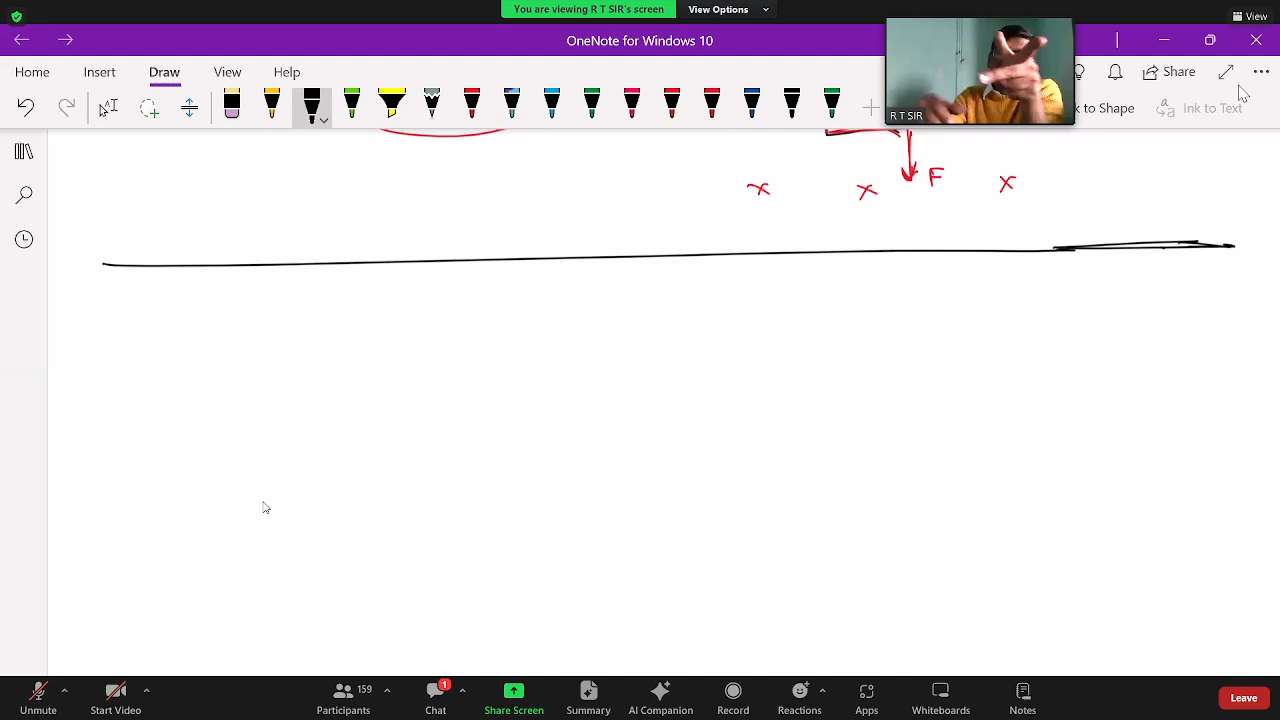 You are viewing R T SIR's screen View Options
View
OneNote for Windows 10
Home Insert Draw View Help
Share
k to Shape
Ink to Text
R T SIR
F
x x x
159
1
Unmute Start Video Participants Chat Share Screen Summary AI Companion Record Reactions Apps Whiteboards Notes Leave